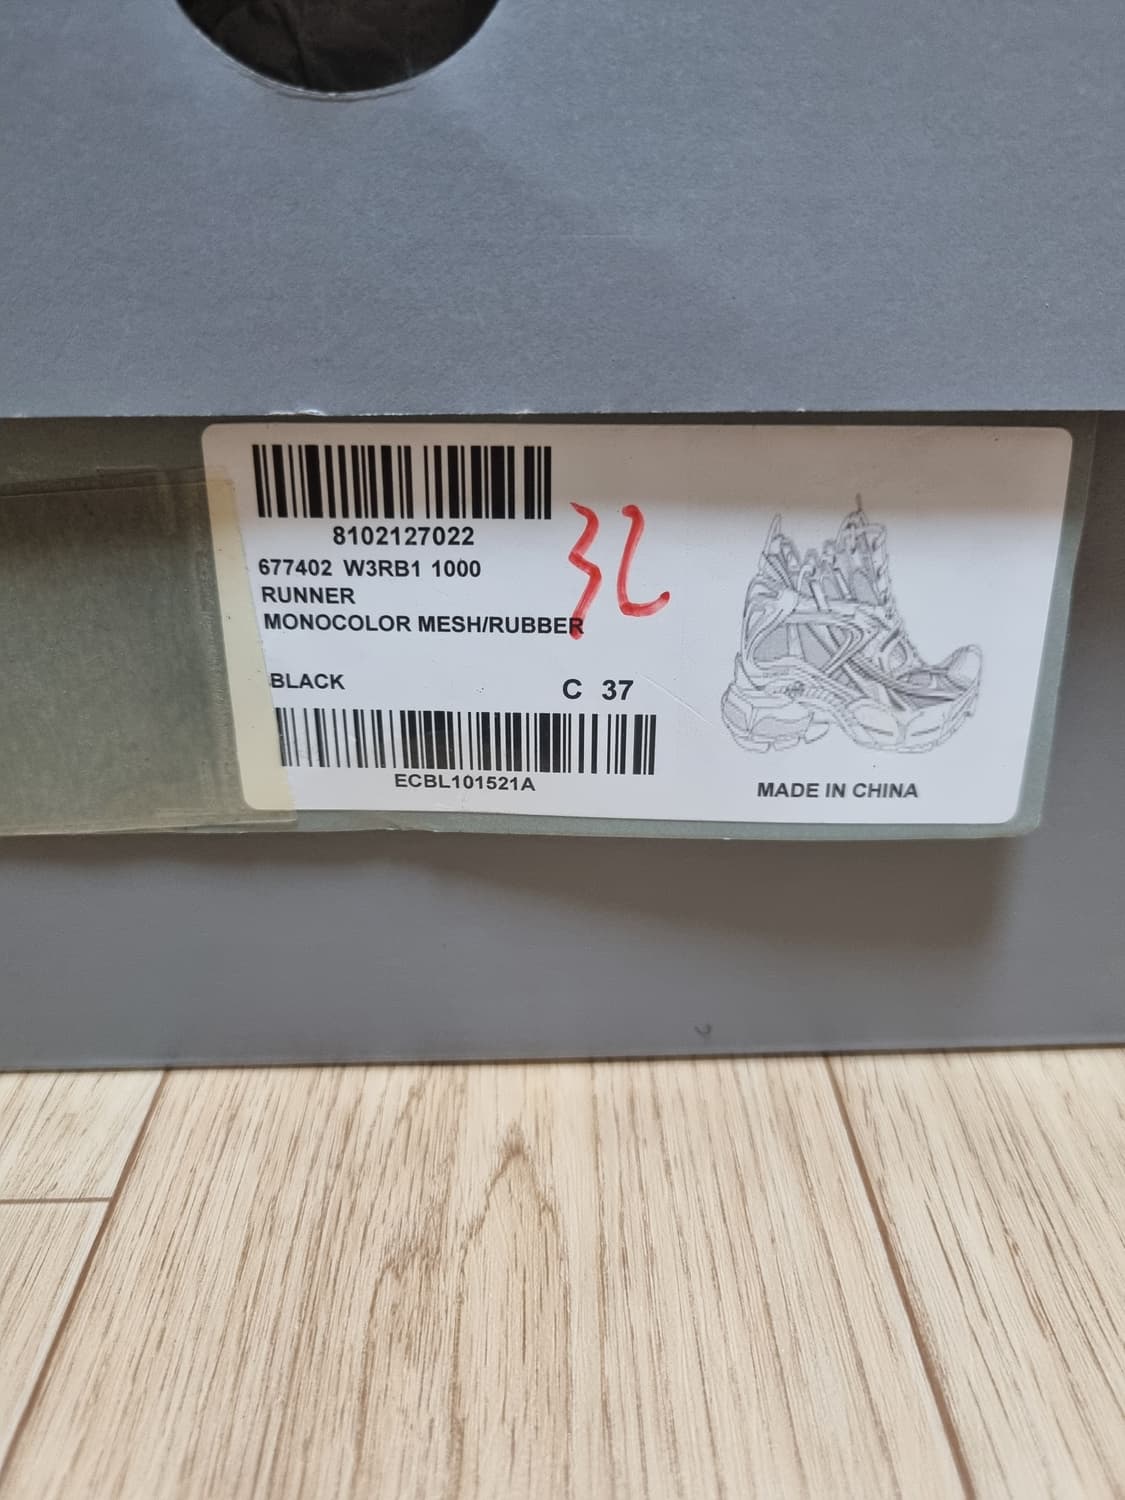 8102127022
677402 W3RB1 1000
RUNNER
MONOCOLOR MESH/RUBBER
BLACK
C 37
ECBL101521A
MADE IN CHINA